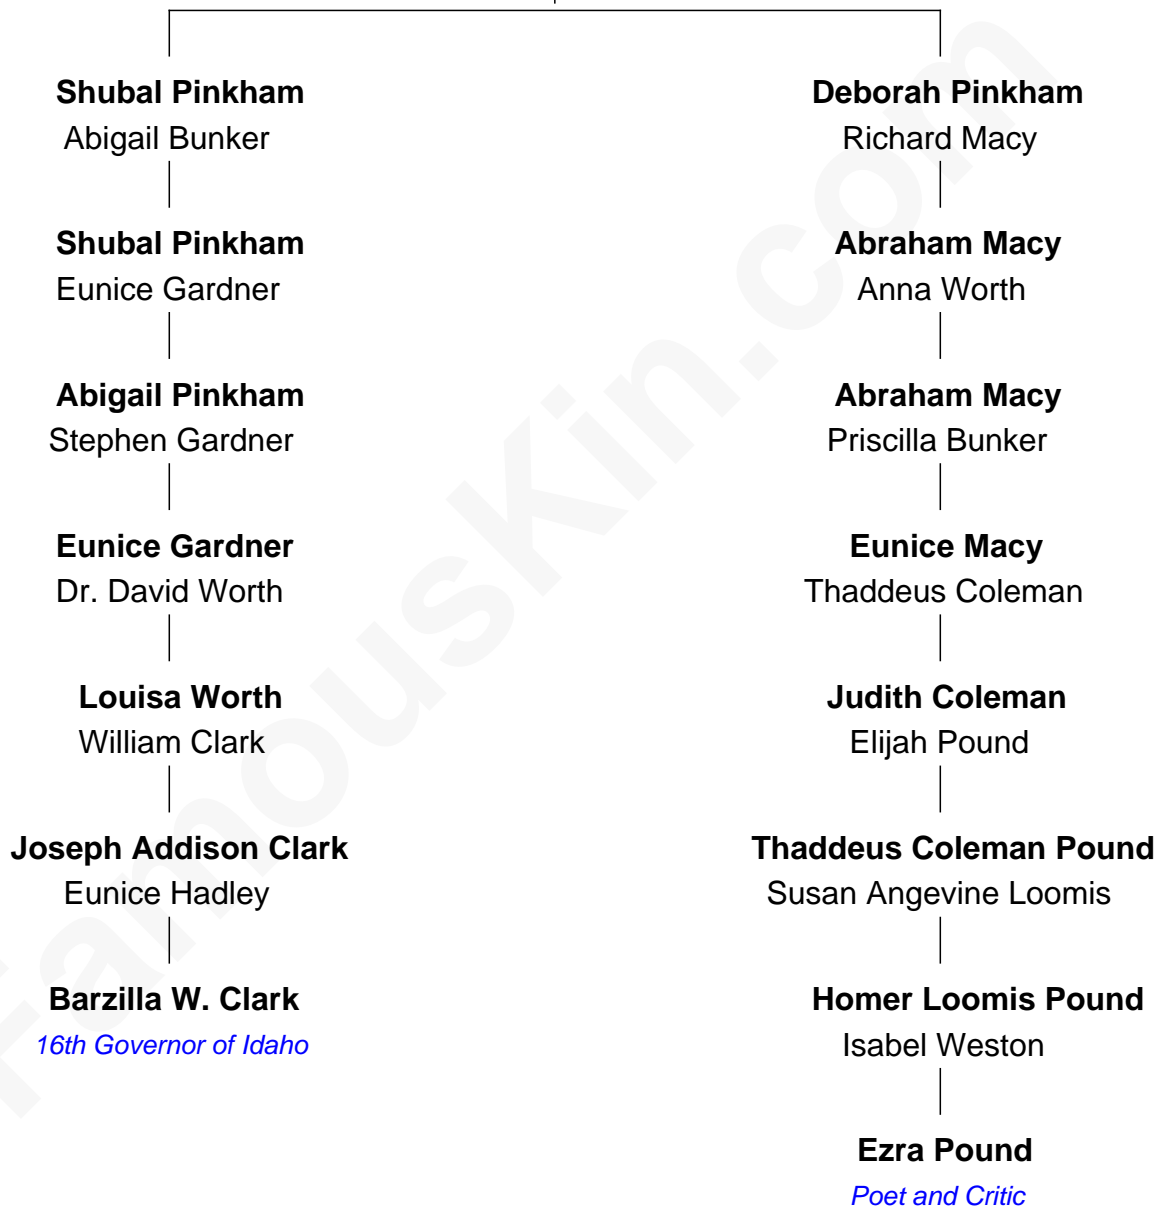 Shubal Pinkham
Abigail Bunker
Shubal Pinkham
Eunice Gardner
Abigail Pinkham
Stephen Gardner
Eunice Gardner
Dr. David Worth
Louisa Worth
William Clark
Joseph Addison Clark
Eunice Hadley
Barzilla W. Clark
16th Governor of Idaho
Deborah Pinkham
Richard Macy
Abraham Macy
Anna Worth
Abraham Macy
Priscilla Bunker
Eunice Macy
Thaddeus Coleman
Judith Coleman
Elijah Pound
Thaddeus Coleman Pound
Susan Angevine Loomis
Homer Loomis Pound
Isabel Weston
Ezra Pound
Poet and Critic
FamousKin.com